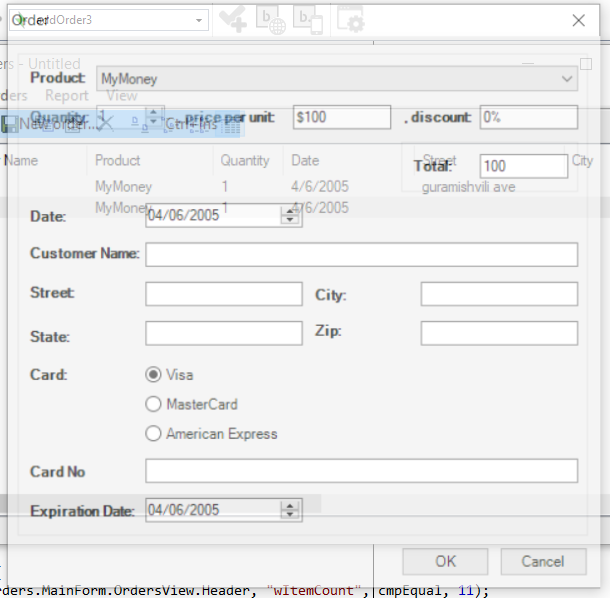 Order
ordOrder3
ers - Untitled
Product: MyMoney
ders Report View
Quantity: 1 , price per unit: $100 , discount: 0%
New order... Ctrl+Ins
Name Product Quantity Date Street City
Total: 100
MyMoney 1 4/6/2005 guramishvili ave
MyMoney 1 4/6/2005
Date: 04/06/2005
Customer Name:
Street: City:
State: Zip:
Card: Visa
MasterCard
American Express
Card No
Expiration Date: 04/06/2005
OK Cancel
rders.MainForm.OrdersView.Header, "wItemCount", cmpEqual, 11);